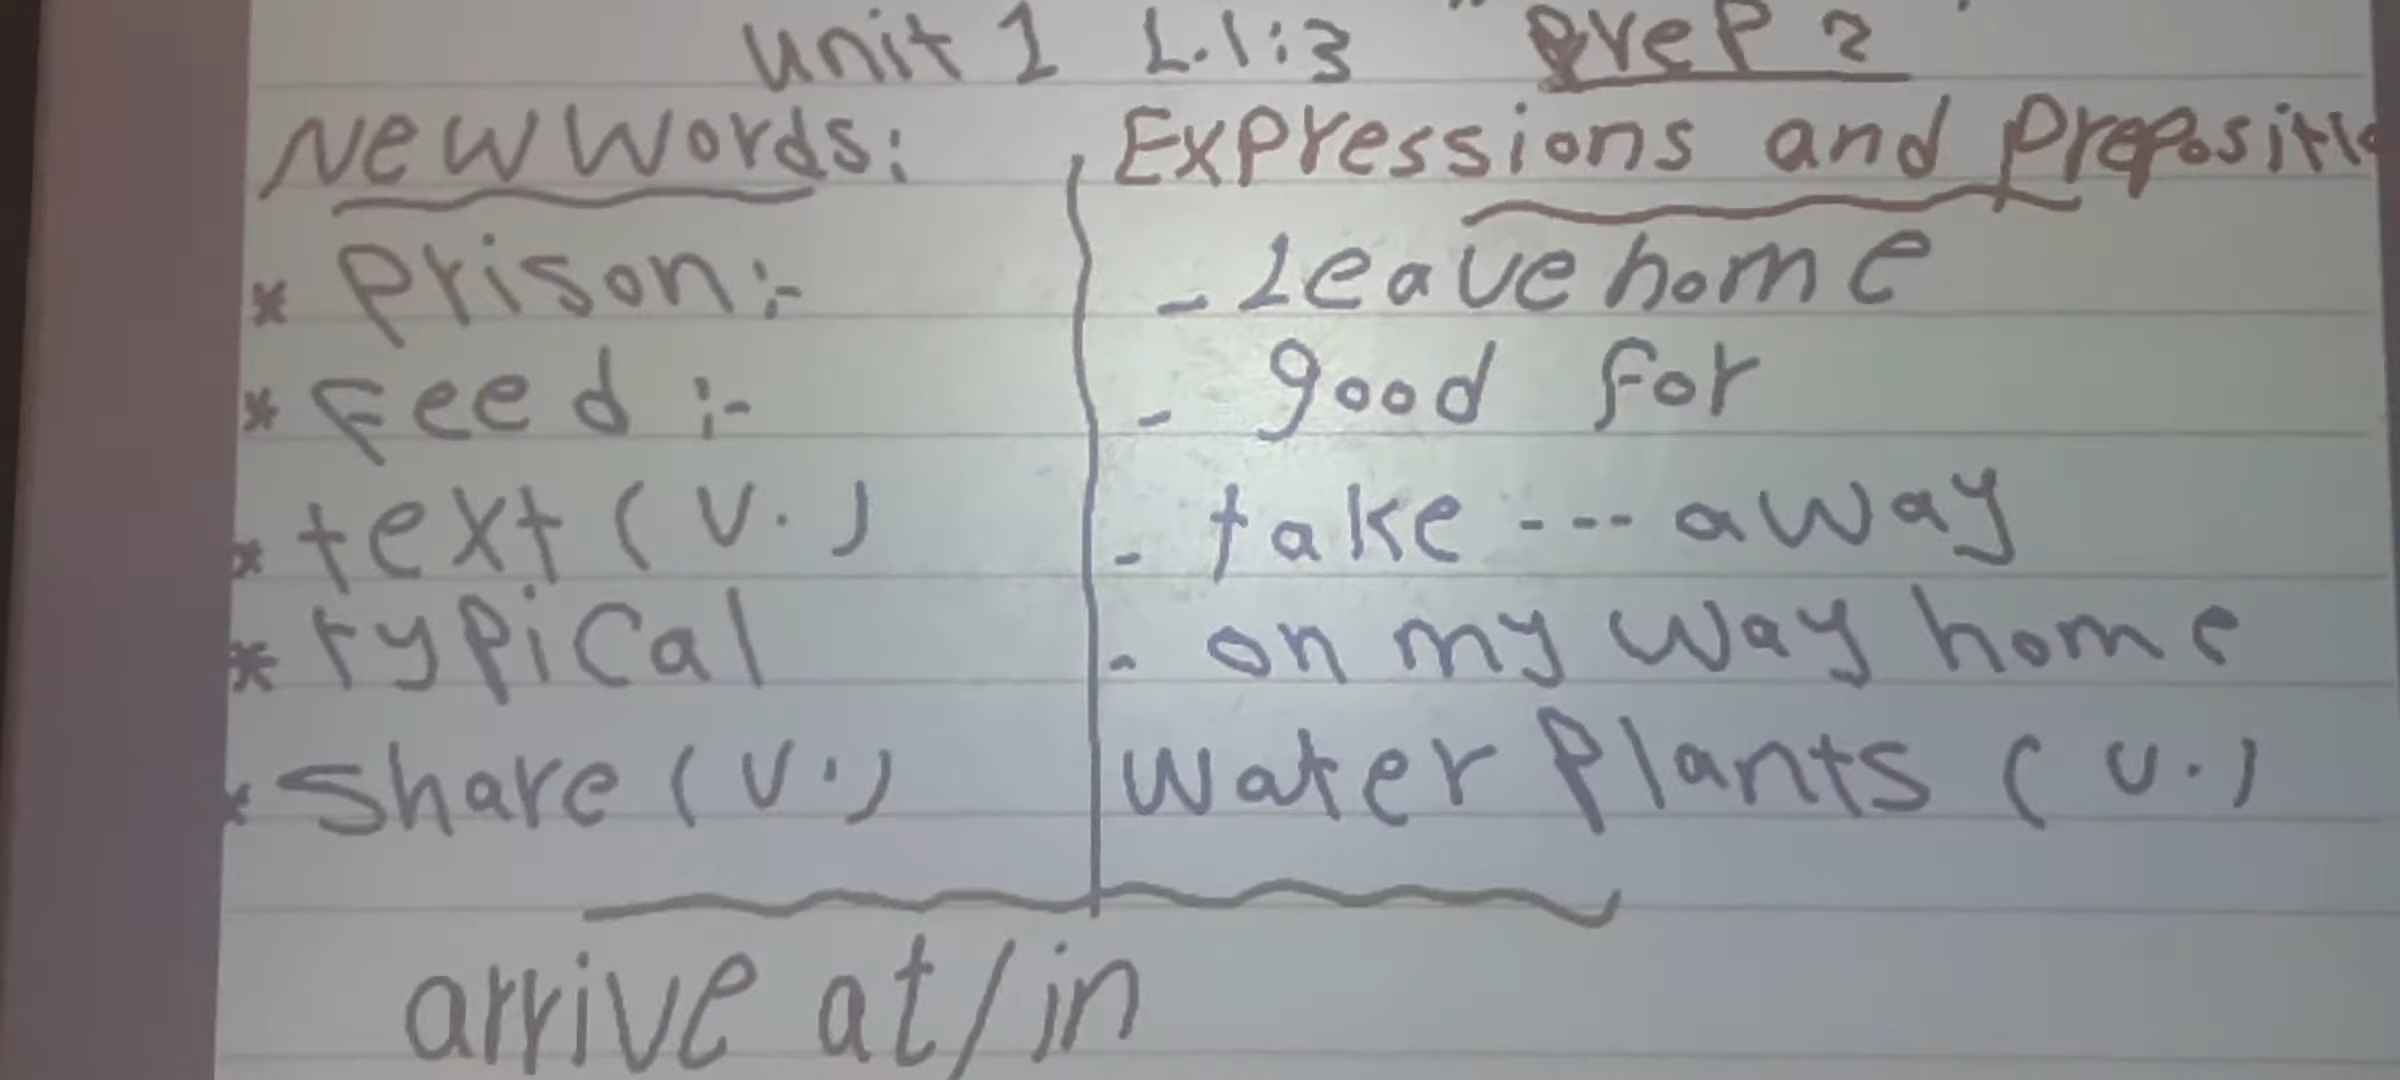 unit 1 L.1:3 "Prep 2"
New Words:
* Prison:-
* Feed :-
* text (v.)
* typical
* share (v.)
Expressions and Prepositio
- Leave home
- good for
- take --- away
- on my way home
water Plants (v.)
arrive at/in